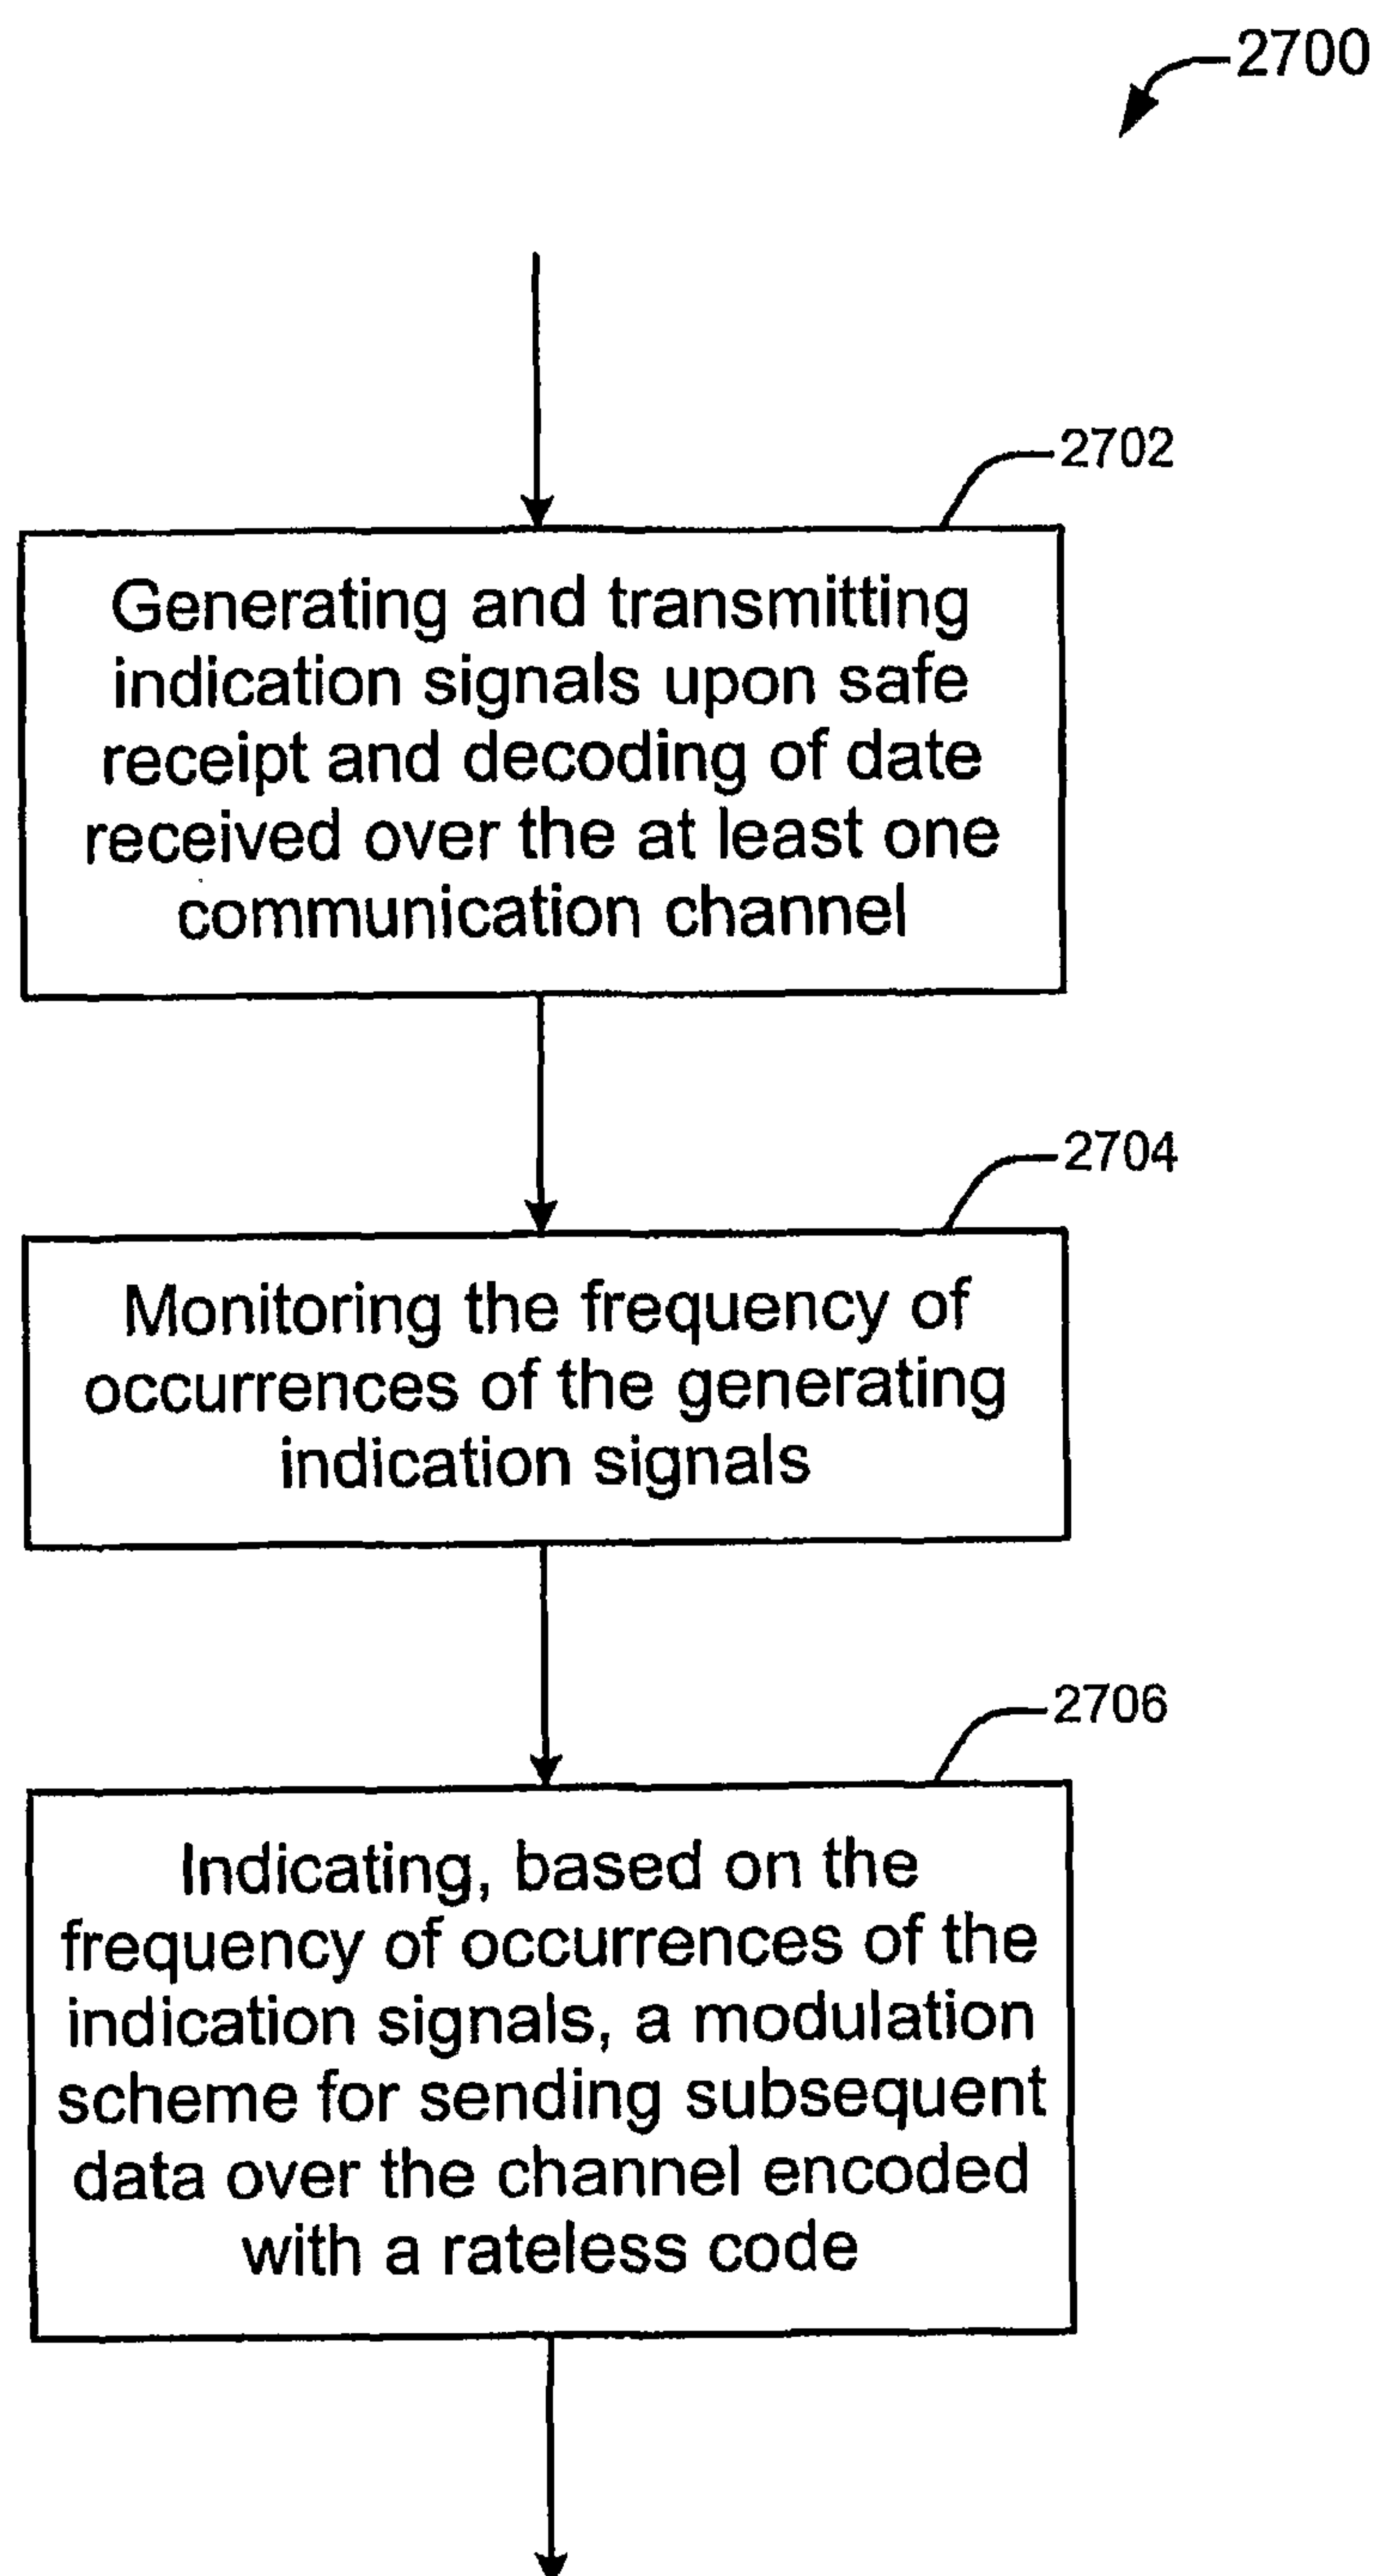 2700
2702
Generating and transmitting
indication signals upon safe
receipt and decoding of date
received over the at least one
communication channel
2704
Monitoring the frequency of
occurrences of the generating
indication signals
2706
Indicating, based on the
frequency of occurrences of the
indication signals, a modulation
scheme for sending subsequent
data over the channel encoded
with a rateless code